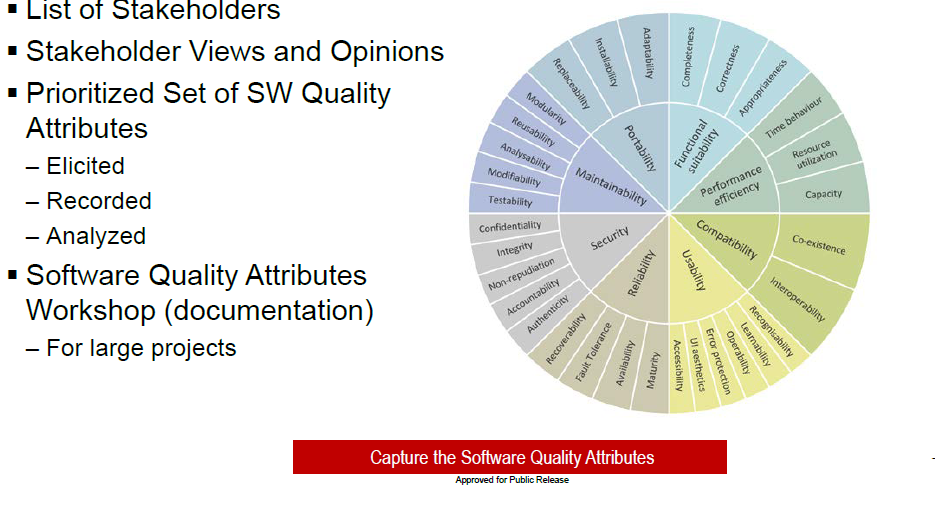 ▪ List of Stakeholders
▪ Stakeholder Views and Opinions
▪ Prioritized Set of SW Quality
Attributes
– Elicited
– Recorded
– Analyzed
▪ Software Quality Attributes
Workshop (documentation)
– For large projects
Functional
suitability
Completeness
Correctness
Appropriateness
Performance
efficiency
Time behaviour
Resource
utilization
Capacity
Compatibility
Co-existence
Interoperability
Usability
Recognisability
Learnability
Operability
Error protection
UI aesthetics
Accessibility
Reliability
Maturity
Availability
Fault Tolerance
Recoverability
Security
Authenticity
Accountability
Non-repudiation
Integrity
Confidentiality
Maintainability
Testability
Modifiability
Analysability
Reusability
Modularity
Portability
Replaceability
Installability
Adaptability
Capture the Software Quality Attributes
Approved for Public Release